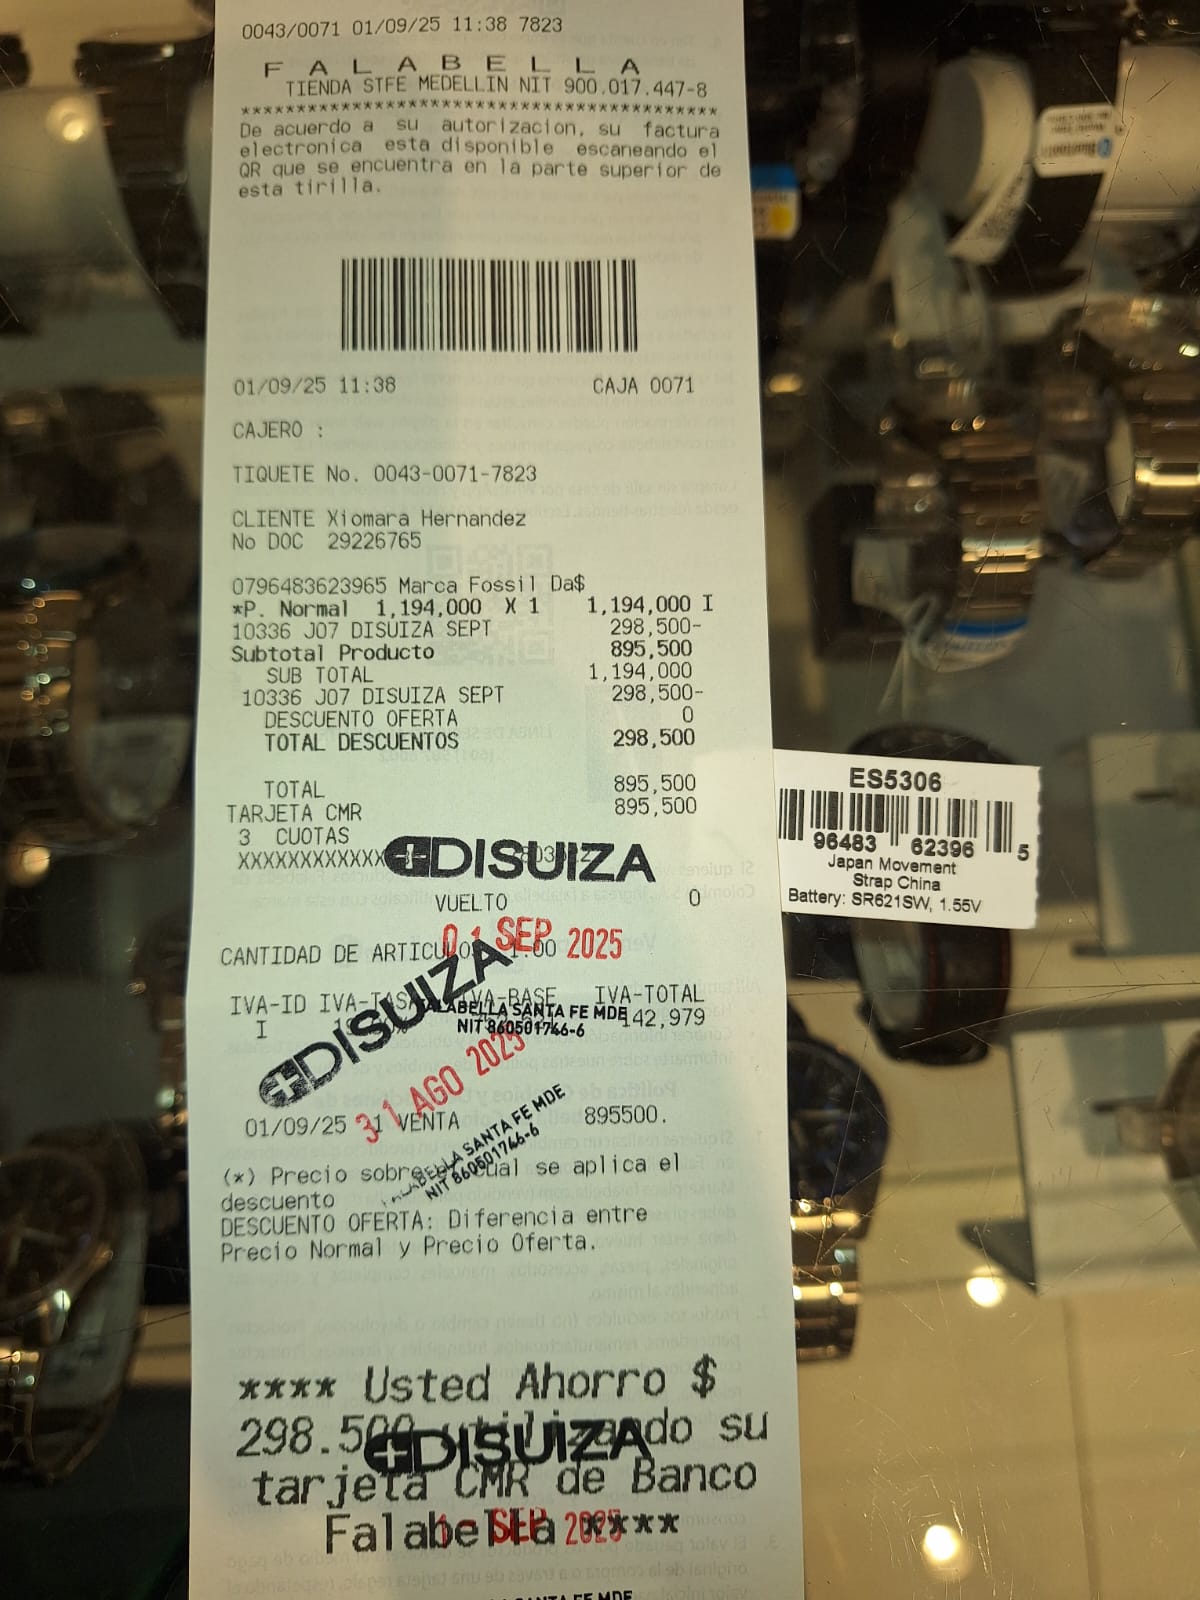 0043/0071 01/09/25 11:38 7823
F A L A B E L L A
TIENDA STFE MEDELLIN NIT 900.017.447-8
******************************************
De acuerdo a su autorizacion, su factura
electronica esta disponible escaneando el
QR que se encuentra en la parte superior de
esta tirilla.
01/09/25 11:38 CAJA 0071
CAJERO :
TIQUETE No. 0043-0071-7823
CLIENTE Xiomara Hernandez
No DOC 29226765
0796483623965 Marca Fossil Da$
*P. Normal 1,194,000 X 1 1,194,000 I
10336 J07 DISUIZA SEPT 298,500-
Subtotal Producto 895,500
SUB TOTAL 1,194,000
10336 J07 DISUIZA SEPT 298,500-
DESCUENTO OFERTA 0
TOTAL DESCUENTOS 298,500
TOTAL 895,500
TARJETA CMR 895,500
3 CUOTAS
XXXXXXXXXXXX
DISUIZA
VUELTO 0
01 SEP 2025
CANTIDAD DE ARTICULOS 1.00
DISUIZA
IVA-ID IVA-TASA IVA-BASE IVA-TOTAL
FALABELLA SANTA FE MDE
I 142,979
NIT 860501746-6
31 AGO 2025
01/09/25 VENTA 895500.
FALABELLA SANTA FE MDE
NIT 860501746-6
(*) Precio sobre el cual se aplica el
descuento
DESCUENTO OFERTA: Diferencia entre
Precio Normal y Precio Oferta.
**** Usted Ahorro $
298.500 utilizando su
DISUIZA
tarjeta CMR de Banco
Falabella ****
SEP 2025
SANTA FE MDE
ES5306
96483 62396 5
Japan Movement
Strap China
Battery: SR621SW, 1.55V